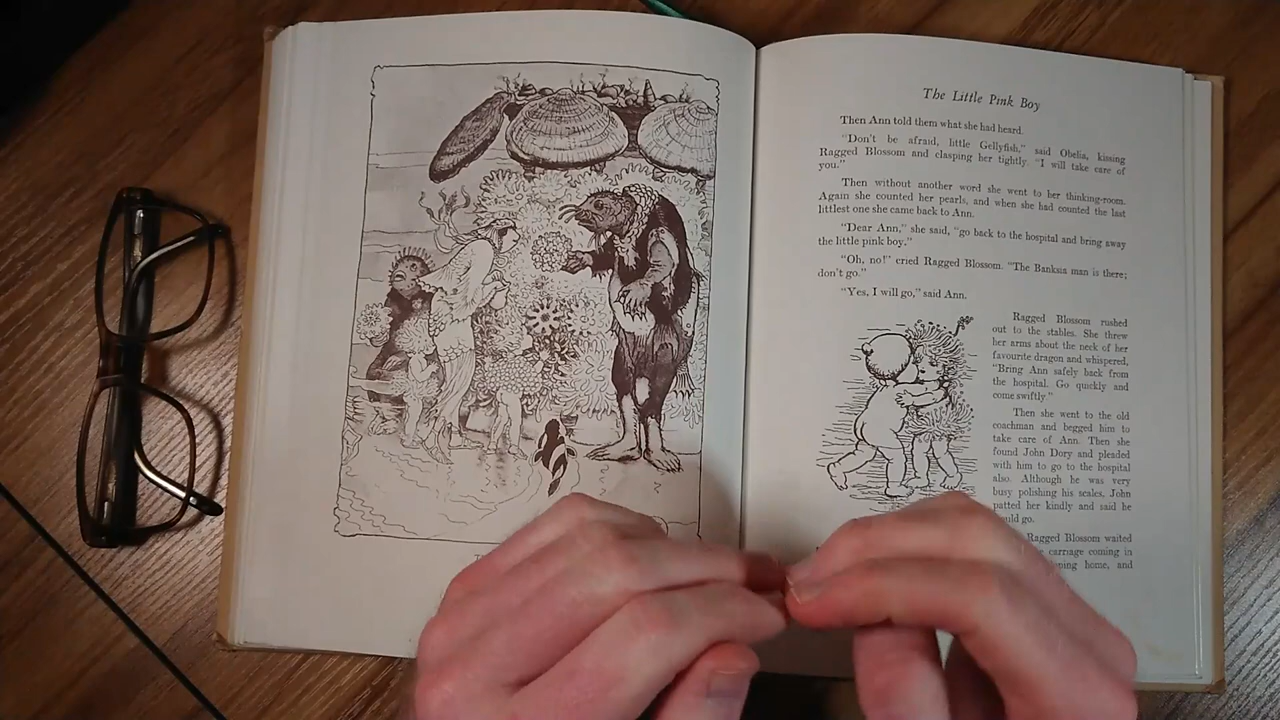 The Little Pink Boy
Then Ann told them what she had heard.
"Don't be afraid, little Gellyfish," said Obelia, kissing
Ragged Blossom and clasping her tightly. "I will take care of
you."
Then without another word she went to her thinking-room.
Again she counted her pearls, and when she had counted the last
littlest one she came back to Ann.
"Dear Ann," she said, "go back to the hospital and bring away
the little pink boy."
"Oh, no!" cried Ragged Blossom. "The Banksia man is there;
don't go."
"Yes, I will go," said Ann.
Ragged Blossom rushed
out to the stables. She threw
her arms about the neck of her
favourite dragon and whispered,
"Bring Ann safely back from
the hospital. Go quickly and
come swiftly."
Then she went to the old
coachman and begged him to
take care of Ann. Then she
found John Dory and pleaded
with him to go to the hospital
also. Although he was very
busy polishing his scales, John
patted her kindly and said he
go.
Ragged Blossom waited
carriage coming in
home, and